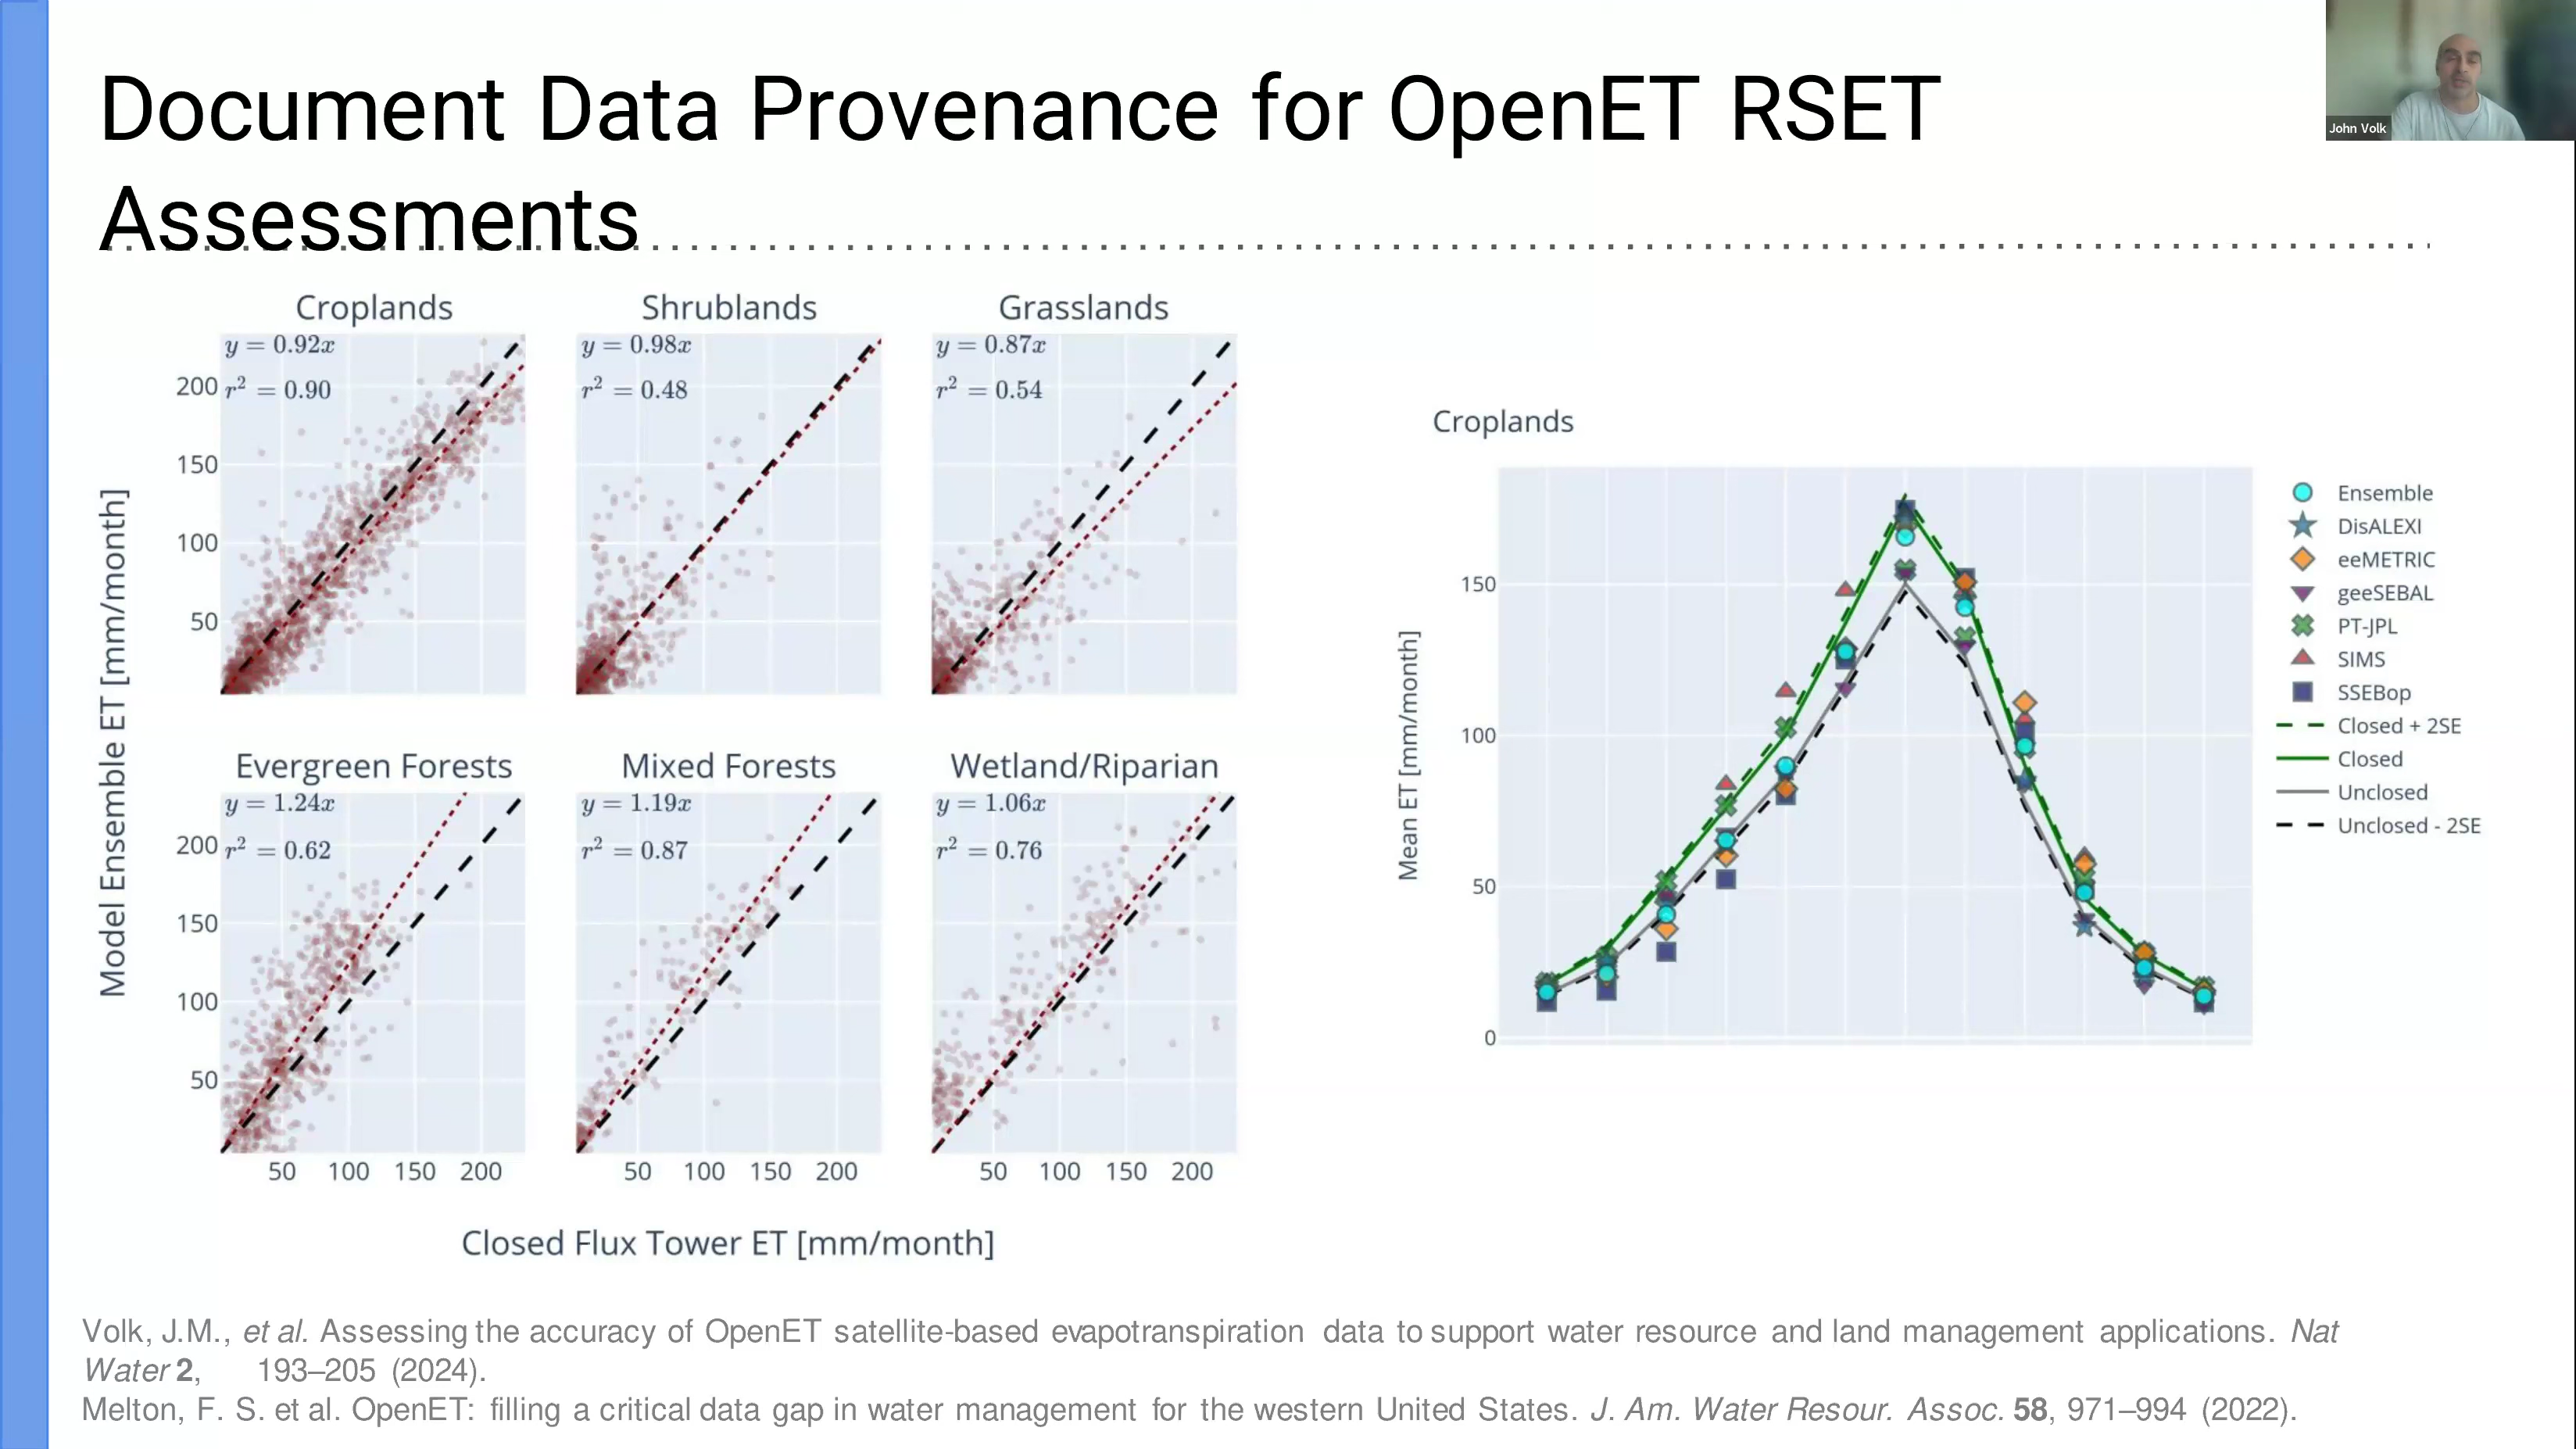 Document Data Provenance for OpenET RSET
Assessments
John Volk
Croplands
Shrublands
Grasslands
y = 0.92x
r² = 0.90
y = 0.98x
r² = 0.48
y = 0.87x
r² = 0.54
200
150
100
50
Model Ensemble ET [mm/month]
Evergreen Forests
Mixed Forests
Wetland/Riparian
y = 1.24x
r² = 0.62
y = 1.19x
r² = 0.87
y = 1.06x
r² = 0.76
200
150
100
50
50 100 150 200
50 100 150 200
50 100 150 200
Closed Flux Tower ET [mm/month]
Croplands
Mean ET [mm/month]
150
100
50
0
Ensemble
DisALEXI
eeMETRIC
geeSEBAL
PT-JPL
SIMS
SSEBop
Closed + 2SE
Closed
Unclosed
Unclosed - 2SE
Volk, J.M., et al. Assessing the accuracy of OpenET satellite-based evapotranspiration data to support water resource and land management applications. Nat
Water 2, 193–205 (2024).
Melton, F. S. et al. OpenET: filling a critical data gap in water management for the western United States. J. Am. Water Resour. Assoc. 58, 971–994 (2022).